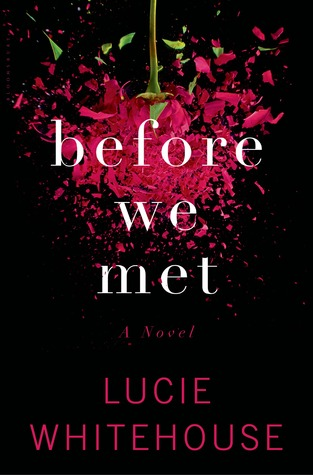 before
we
met
A Novel
LUCIE
WHITEHOUSE